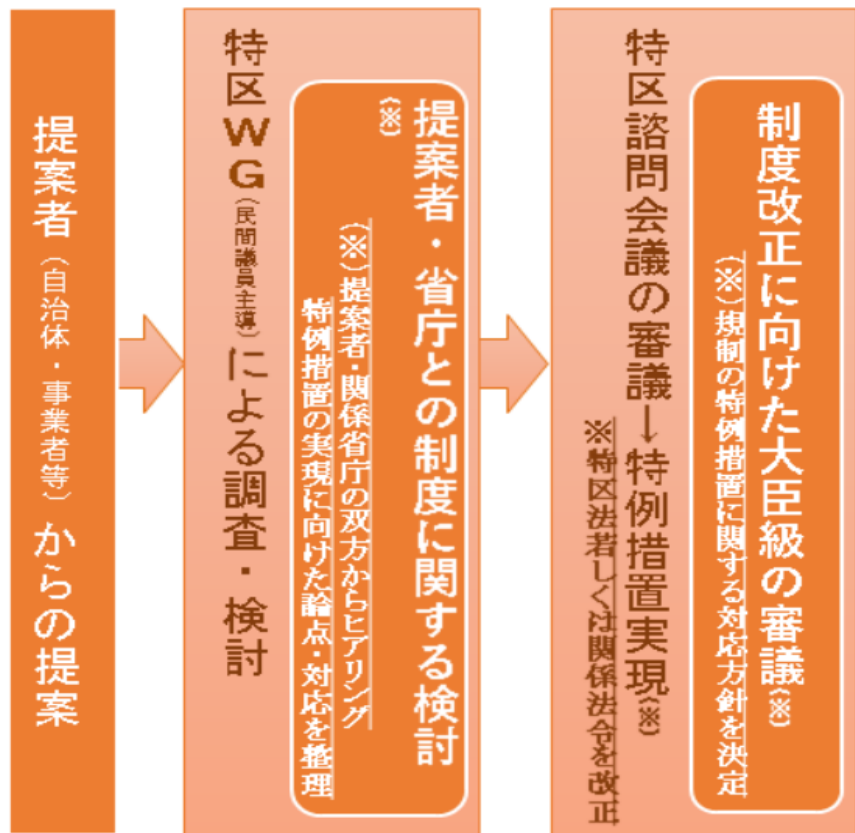 提案者（自治体・事業者等）からの提案
特区ＷＧ（民間議員主導）による調査・検討
提案者・省庁との制度に関する検討（※）
（※）提案者・関係省庁の双方からヒアリング
特例措置の実現に向けた論点・対応を整理
特区諮問会議の審議→特例措置実現（※）
※特区法若しくは関係法令を改正
制度改正に向けた大臣級の審議（※）
（※）規制の特例措置に関する対応方針を決定